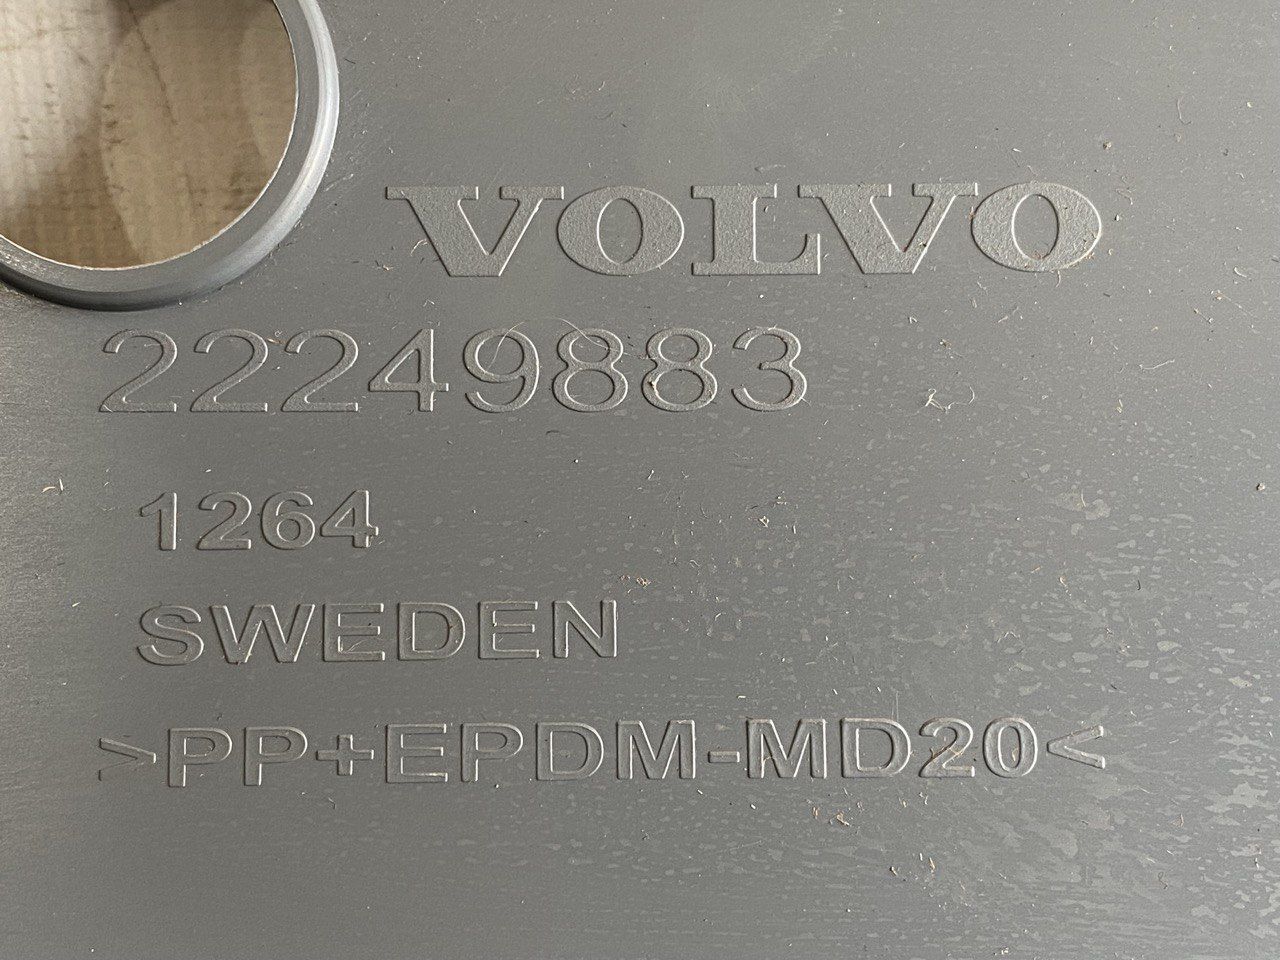 VOLVO
22249883
1264
SWEDEN
>PP+EPDM-MD20<